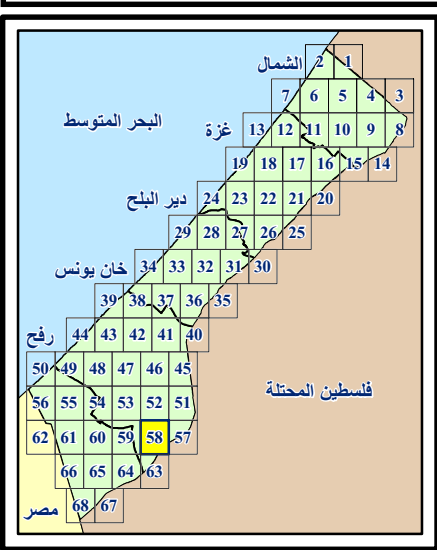 الشمال 2 1
7 6 5 4 3
البحر المتوسط غزة 13 12 11 10 9 8
19 18 17 16 15 14
دير البلح 24 23 22 21 20
29 28 27 26 25
خان يونس 34 33 32 31 30
39 38 37 36 35
رفح 44 43 42 41 40
50 49 48 47 46 45
فلسطين المحتلة
56 55 54 53 52 51
62 61 60 59 58 57
66 65 64 63
مصر 68 67